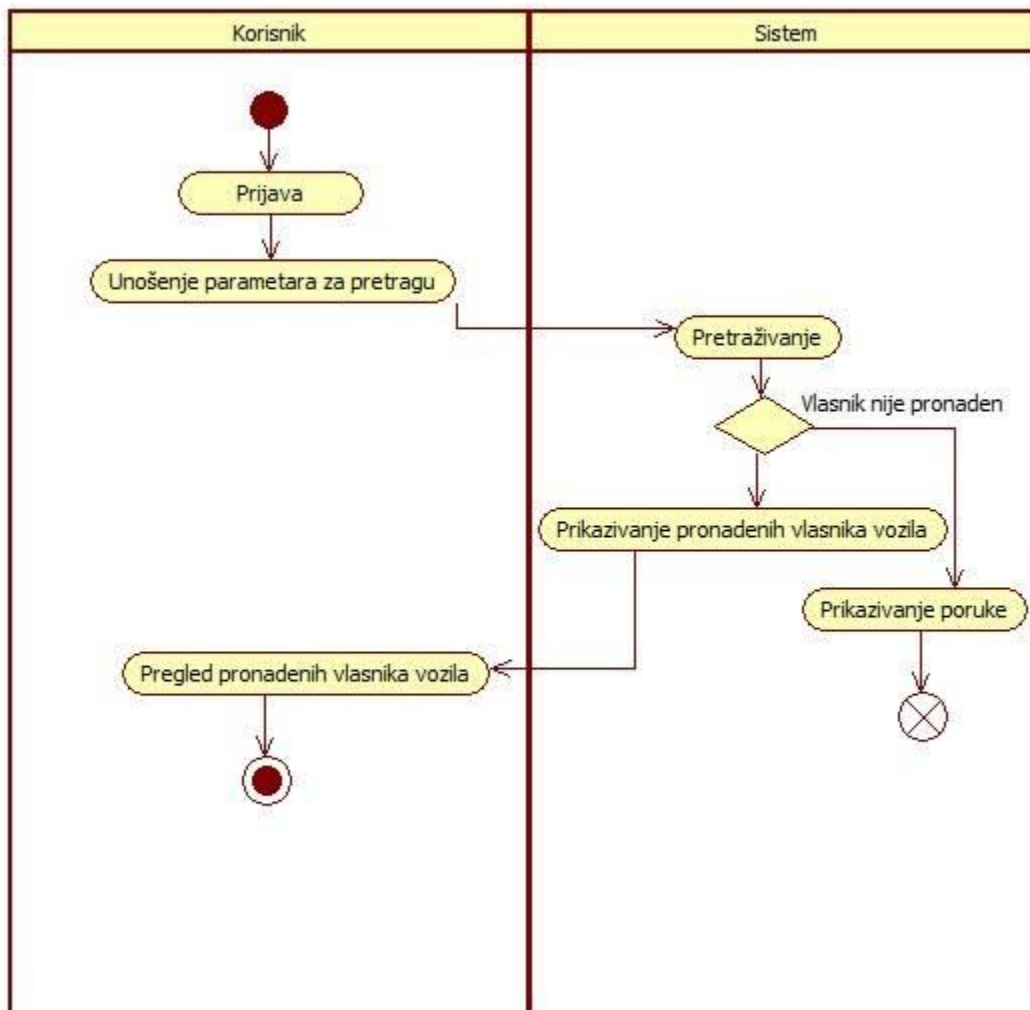 Korisnik
Sistem
Prijava
Unošenje parametara za pretragu
Pretraživanje
Vlasnik nije pronaden
Prikazivanje pronadenih vlasnika vozila
Prikazivanje poruke
Pregled pronadenih vlasnika vozila